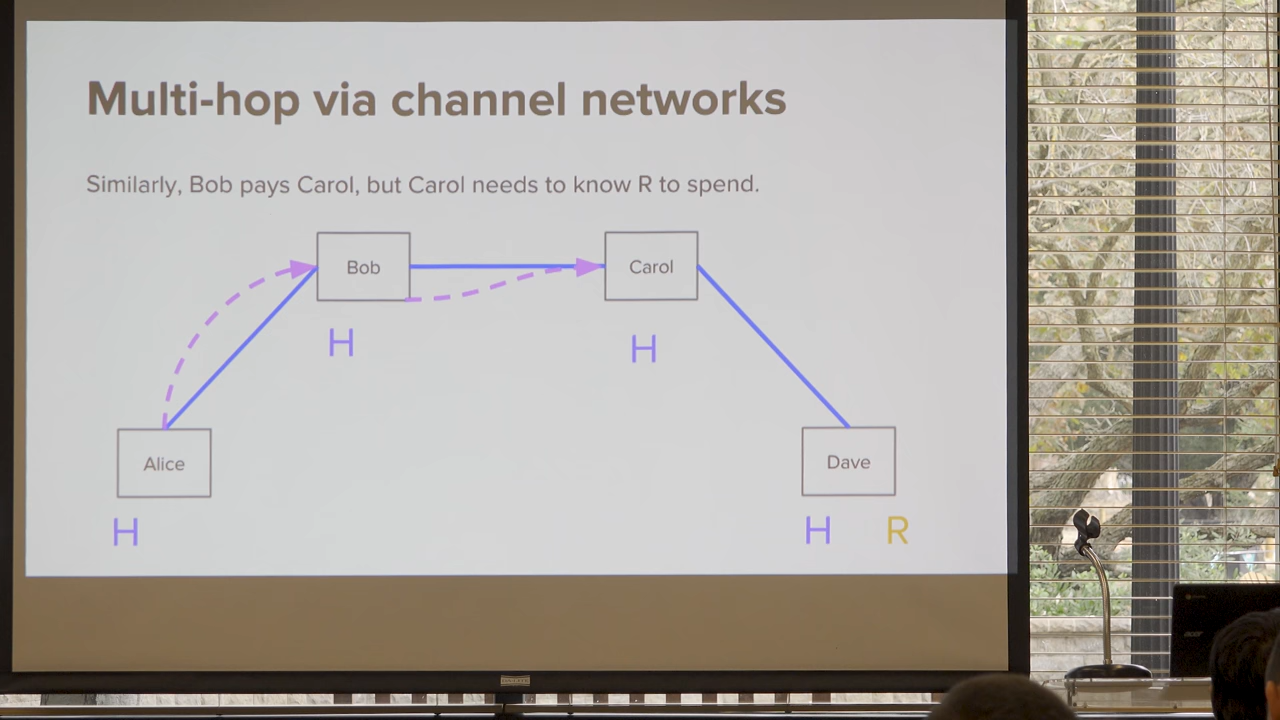 Multi-hop via channel networks
Similarly, Bob pays Carol, but Carol needs to know R to spend.
Bob
Carol
H
H
Alice
Dave
H
H R
acer